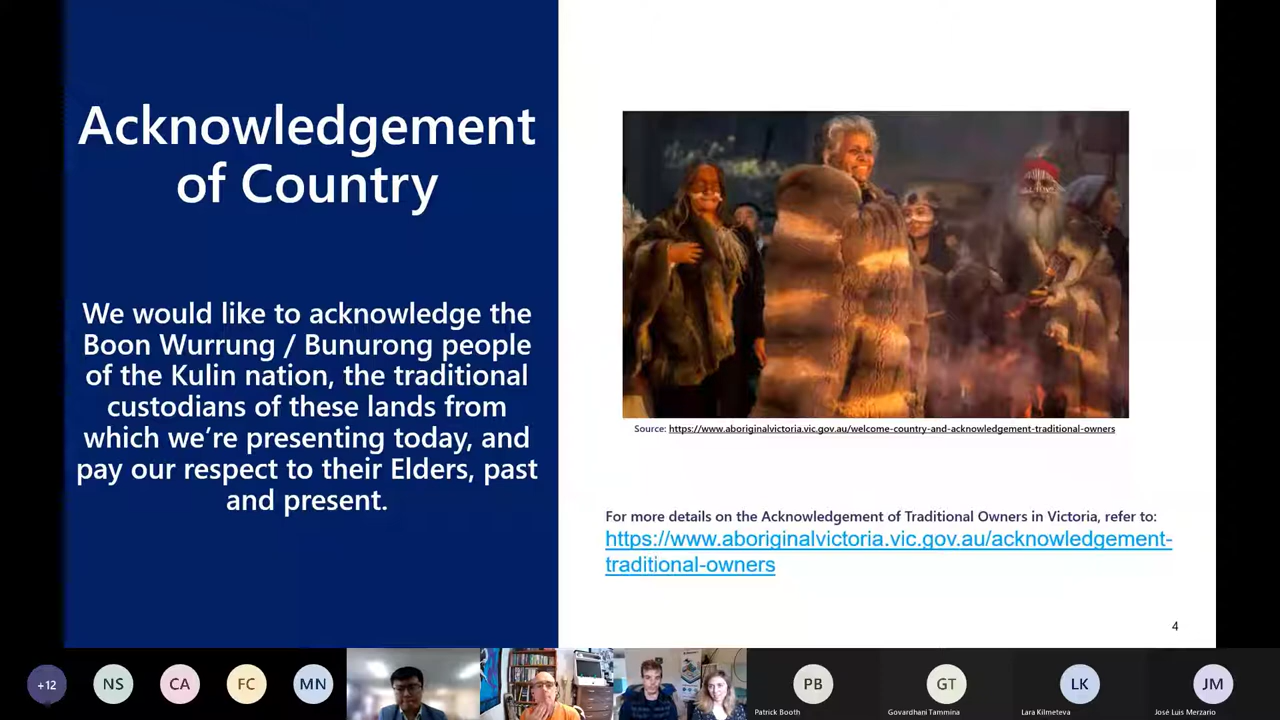 Acknowledgement
of Country
We would like to acknowledge the
Boon Wurrung / Bunurong people
of the Kulin nation, the traditional
custodians of these lands from
which we’re presenting today, and
pay our respect to their Elders, past
and present.
Source: https://www.aboriginalvictoria.vic.gov.au/welcome-country-and-acknowledgement-traditional-owners
For more details on the Acknowledgement of Traditional Owners in Victoria, refer to:
https://www.aboriginalvictoria.vic.gov.au/acknowledgement-
traditional-owners
4
+12
NS
CA
FC
MN
PB
GT
LK
JM
Patrick Booth
Govardhani Tammina
Lara Kilmeteva
José Luis Merzario